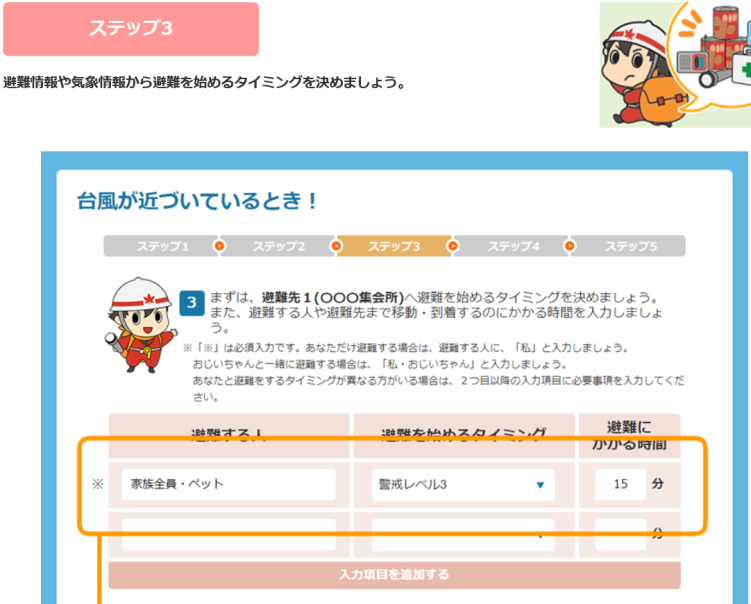 ステップ3
避難情報や気象情報から避難を始めるタイミングを決めましょう。
台風が近づいているとき！
ステップ1 ステップ2 ステップ3 ステップ4 ステップ5
3 まずは、避難先１(〇〇〇集会所)へ避難を始めるタイミングを決めましょう。
また、避難する人や避難先まで移動・到着するのにかかる時間を入力しましょ
う。
※「※」は必須入力です。あなただけ避難する場合は、避難する人に、「私」と入力しましょう。
おじいちゃんと一緒に避難する場合は、「私・おじいちゃん」と入力しましょう。
あなたと避難をするタイミングが異なる方がいる場合は、２つ目以降の入力項目に必要事項を入力してくだ
さい。
避難する人 避難を始めるタイミング 避難に
かかる時間
※ 家族全員・ペット 警戒レベル3 15 分
分
入力項目を追加する